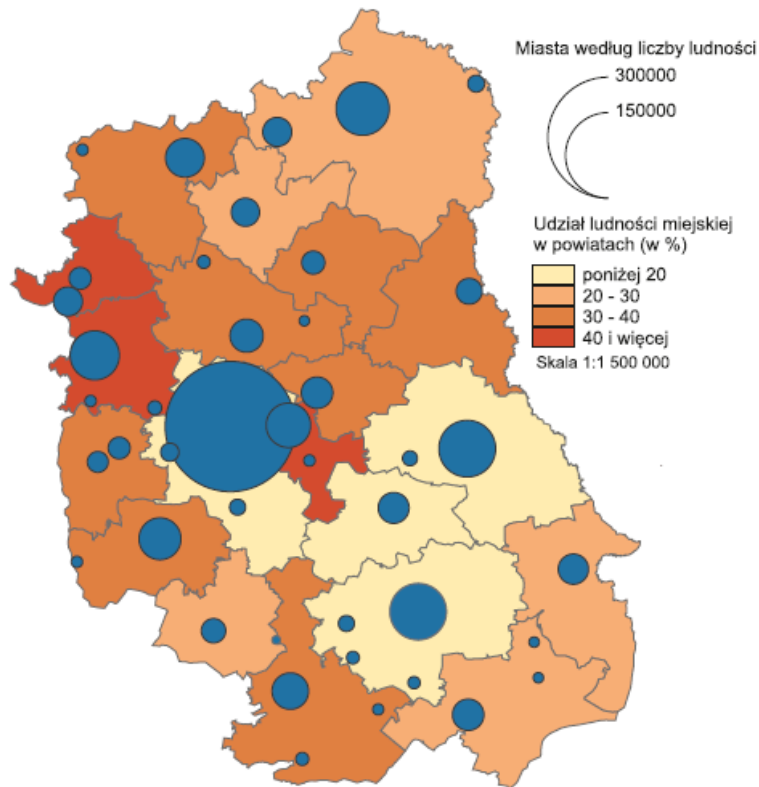 Miasta według liczby ludności
300000
150000
Udział ludności miejskiej
w powiatach (w %)
poniżej 20
20 - 30
30 - 40
40 i więcej
Skala 1:1 500 000